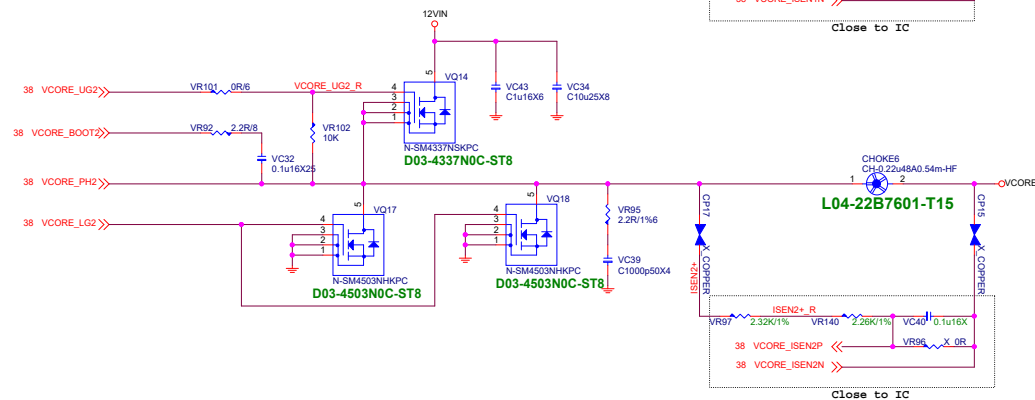 38 VCORE_ISEN1N
Close to IC
12VIN
5
VQ14
38 VCORE_UG2
VR101 0R/6
VCORE_UG2_R
4
3
2
1
VC43
C1u16X6
VC34
C10u25X8
38 VCORE_BOOT2
VR92 2.2R/8
VR102
10K
N-SM4337NSKPC
D03-4337N0C-ST8
VC32
0.1u16X25
CHOKE6
CH-0.22u48A0.54m-HF
38 VCORE_PH2
1
2
VCORE
L04-22B7601-T15
5
VQ17
5
VQ18
38 VCORE_LG2
4
3
2
1
4
3
2
1
VR95
2.2R/1%6
CP17
CP15
N-SM4503NHKPC
D03-4503N0C-ST8
N-SM4503NHKPC
D03-4503N0C-ST8
VC39
C1000p50X4
X_COPPER
X_COPPER
ISEN2+
ISEN2+_R
VR97
2.32K/1%
VR140
2.26K/1%
VC40
0.1u16X
38 VCORE_ISEN2P
VR96
X_0R
38 VCORE_ISEN2N
Close to IC